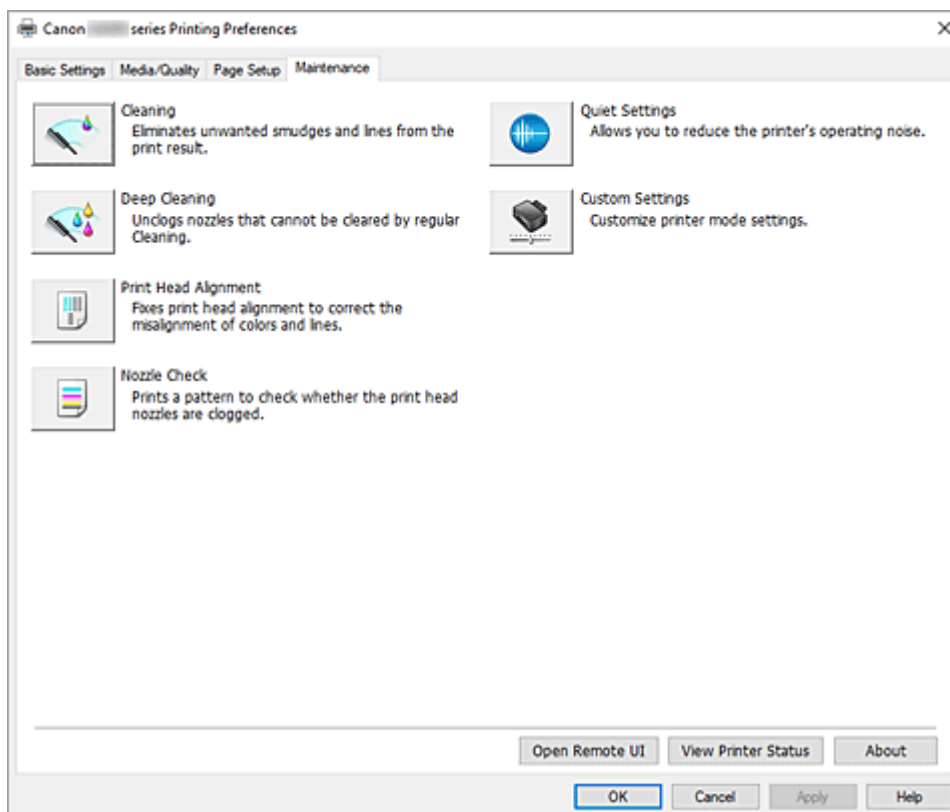 Canon series Printing Preferences
Basic Settings Media/Quality Page Setup Maintenance
Cleaning
Eliminates unwanted smudges and lines from the
print result.
Quiet Settings
Allows you to reduce the printer's operating noise.
Deep Cleaning
Unclogs nozzles that cannot be cleared by regular
Cleaning.
Custom Settings
Customize printer mode settings.
Print Head Alignment
Fixes print head alignment to correct the
misalignment of colors and lines.
Nozzle Check
Prints a pattern to check whether the print head
nozzles are clogged.
Open Remote UI View Printer Status About
OK Cancel Apply Help